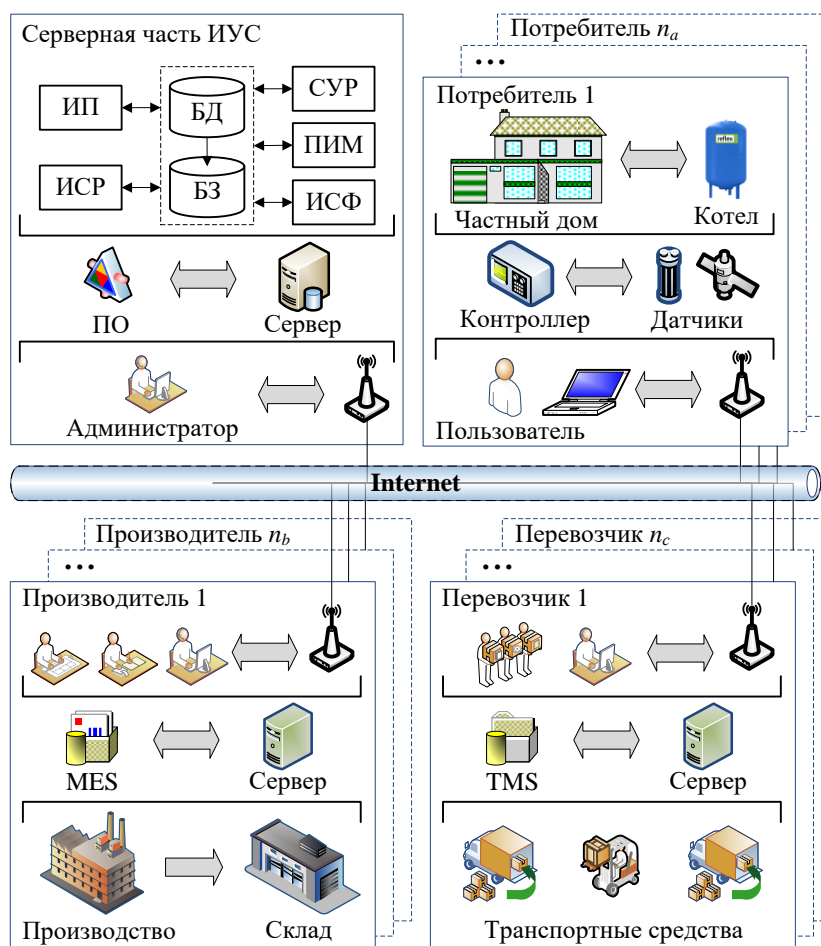 Серверная часть ИУС
ИП
БД
СУР
ПИМ
ИСР
БЗ
ИСФ
ПО
Сервер
Администратор
Потребитель nₐ
...
Потребитель 1
reflex
Частный дом
Котел
Контроллер
Датчики
Пользователь
Internet
Производитель n_b
...
Производитель 1
MES
Сервер
Производство
Склад
Перевозчик n_c
...
Перевозчик 1
TMS
Сервер
Транспортные средства